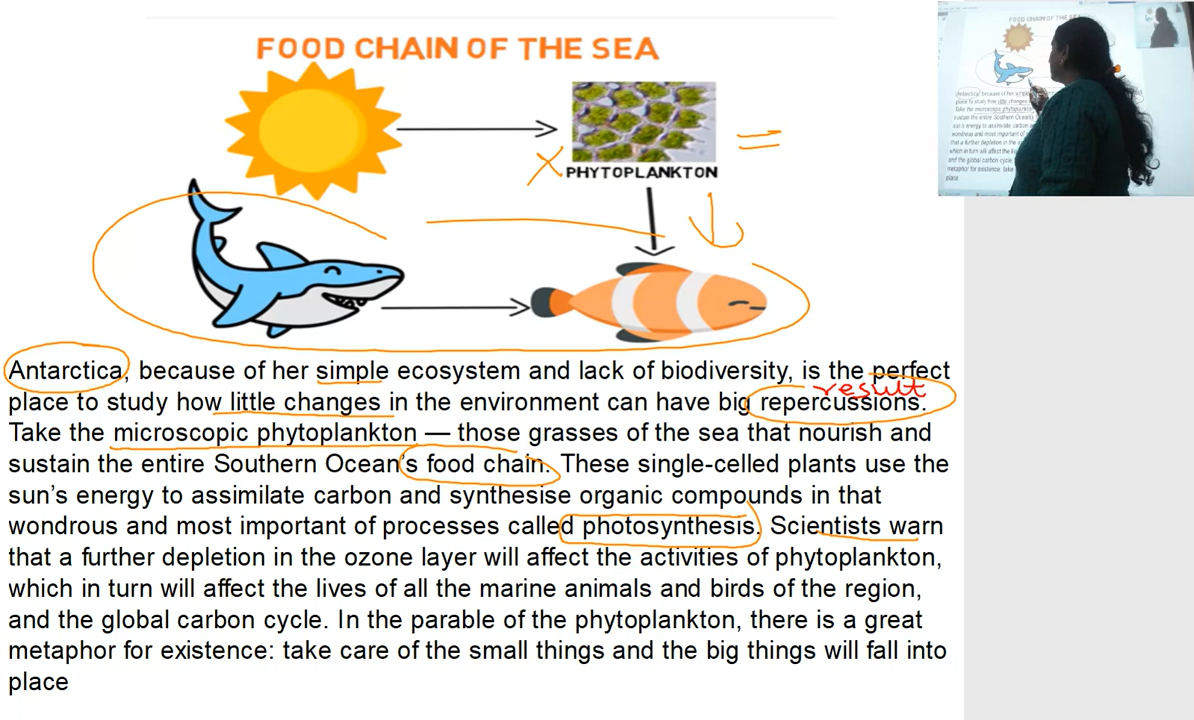 FOOD CHAIN OF THE SEA
PHYTOPLANKTON
Antarctica, because of her simple ecosystem and lack of biodiversity, is the perfect
result
place to study how little changes in the environment can have big repercussions.
Take the microscopic phytoplankton — those grasses of the sea that nourish and
sustain the entire Southern Ocean's food chain. These single-celled plants use the
sun's energy to assimilate carbon and synthesise organic compounds in that
wondrous and most important of processes called photosynthesis. Scientists warn
that a further depletion in the ozone layer will affect the activities of phytoplankton,
which in turn will affect the lives of all the marine animals and birds of the region,
and the global carbon cycle. In the parable of the phytoplankton, there is a great
metaphor for existence: take care of the small things and the big things will fall into
place